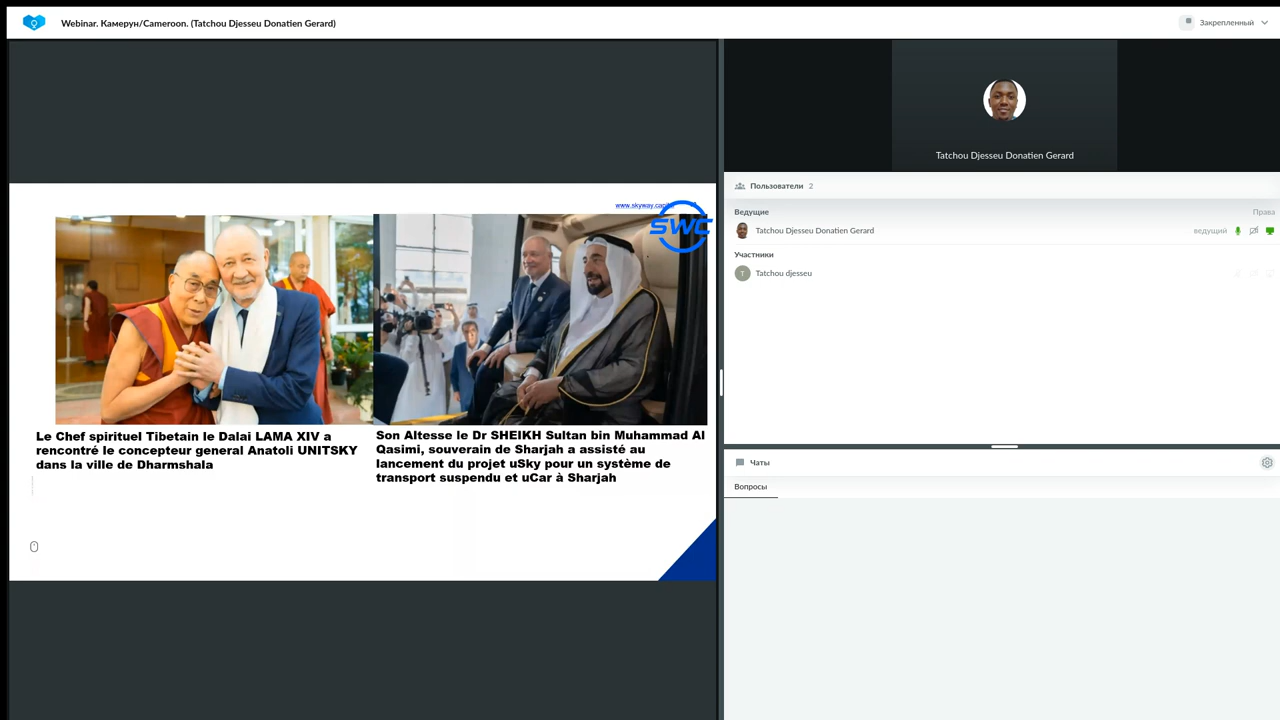 Webinar. Камерун/Cameroon. (Tatchou Djesseu Donatien Gerard)
Закрепленный
www.skyway.capital
SWC
Le Chef spirituel Tibetain le Dalai LAMA XIV a
rencontré le concepteur general Anatoli UNITSKY
dans la ville de Dharmshala
Son Altesse le Dr SHEIKH Sultan bin Muhammad Al
Qasimi, souverain de Sharjah a assisté au
lancement du projet uSky pour un système de
transport suspendu et uCar à Sharjah
Tatchou Djesseu Donatien Gerard
Пользователи 2
Ведущие Права
Tatchou Djesseu Donatien Gerard ведущий
Участники
T Tatchou djesseu
Чаты
Вопросы